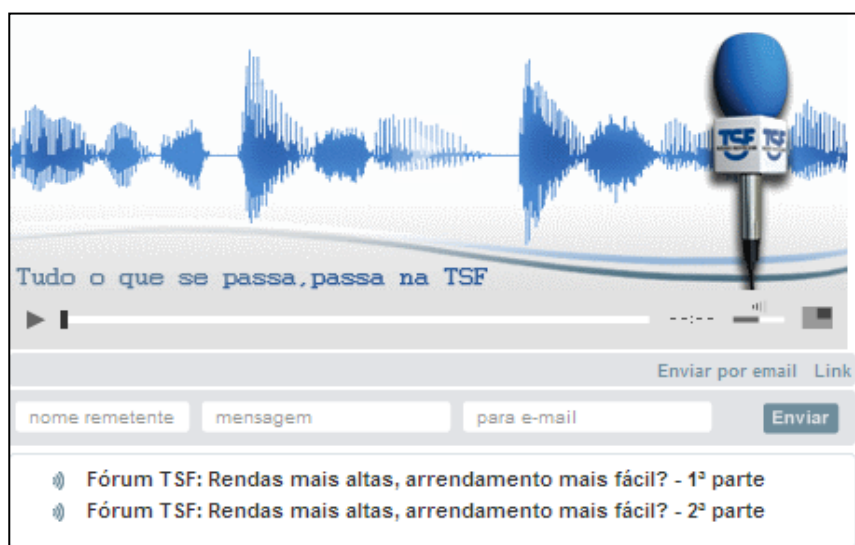 TSF TSF
Tudo o que se passa,passa na TSF
--:--
Enviar por email Link
nome remetente mensagem para e-mail Enviar
Fórum TSF: Rendas mais altas, arrendamento mais fácil? - 1ª parte
Fórum TSF: Rendas mais altas, arrendamento mais fácil? - 2ª parte